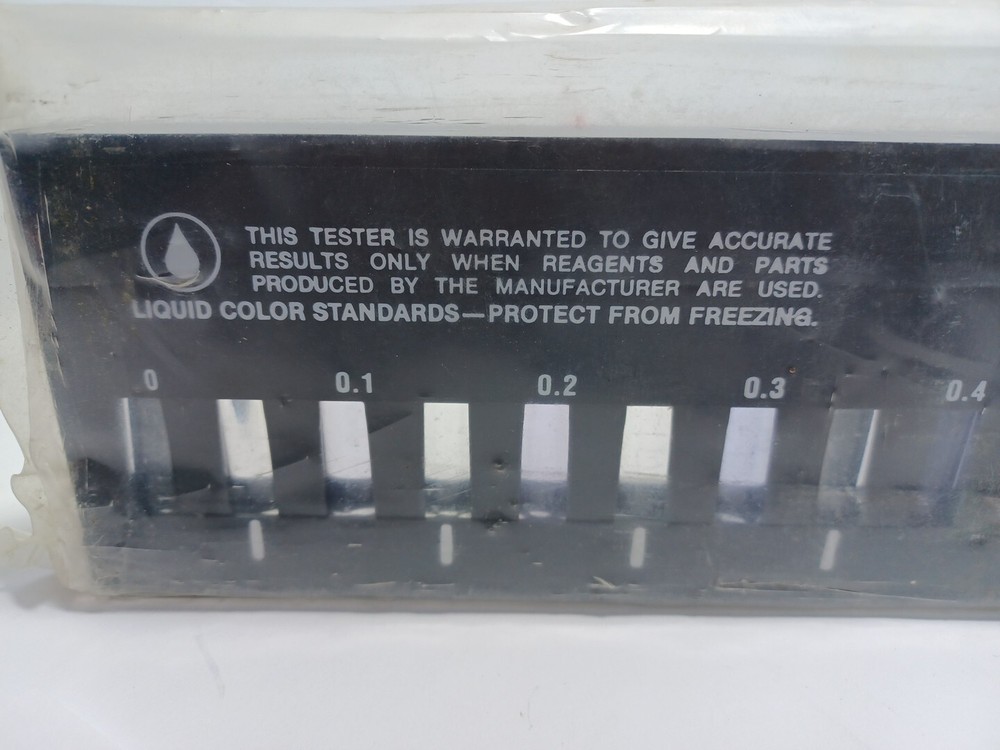 THIS TESTER IS WARRANTED TO GIVE ACCURATE
RESULTS ONLY WHEN REAGENTS AND PARTS
PRODUCED BY THE MANUFACTURER ARE USED.
LIQUID COLOR STANDARDS—PROTECT FROM FREEZING.
0 0.1 0.2 0.3 0.4